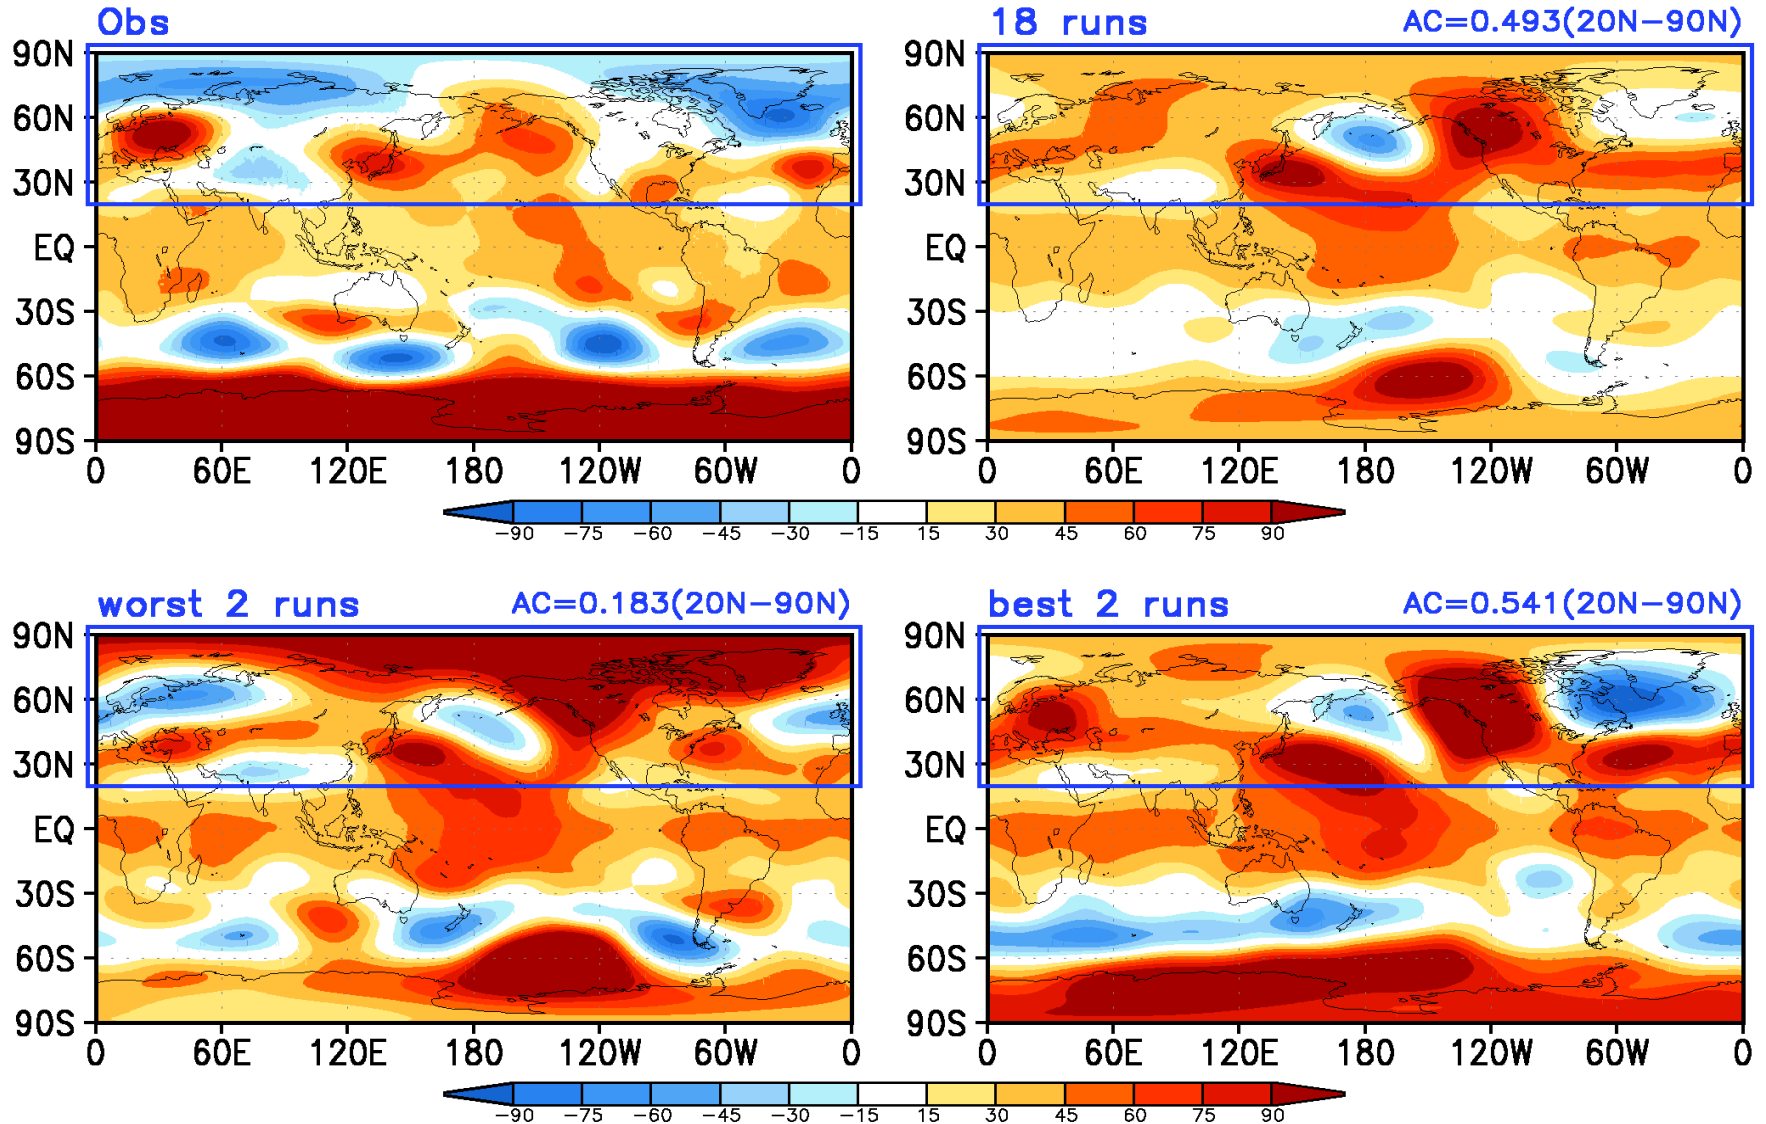 Obs
18 runs AC=0.493(20N−90N)
90N 90N
60N 60N
30N 30N
EQ EQ
30S 30S
60S 60S
90S 90S
0 60E 120E 180 120W 60W 0 0 60E 120E 180 120W 60W 0
−90 −75 −60 −45 −30 −15 15 30 45 60 75 90
worst 2 runs AC=0.183(20N−90N)
best 2 runs AC=0.541(20N−90N)
90N 90N
60N 60N
30N 30N
EQ EQ
30S 30S
60S 60S
90S 90S
0 60E 120E 180 120W 60W 0 0 60E 120E 180 120W 60W 0
−90 −75 −60 −45 −30 −15 15 30 45 60 75 90